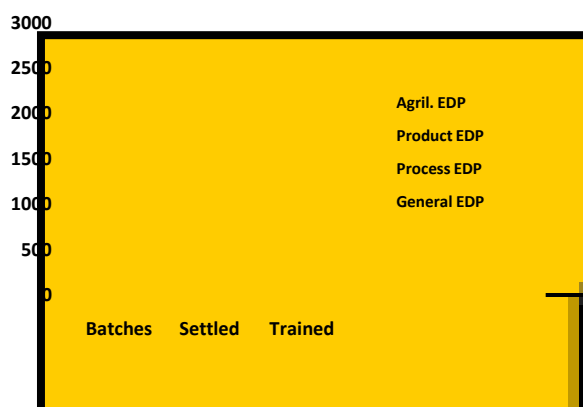 3000
2500
2000
1500
1000
500
0
Agril. EDP
Product EDP
Process EDP
General EDP
Batches Settled Trained